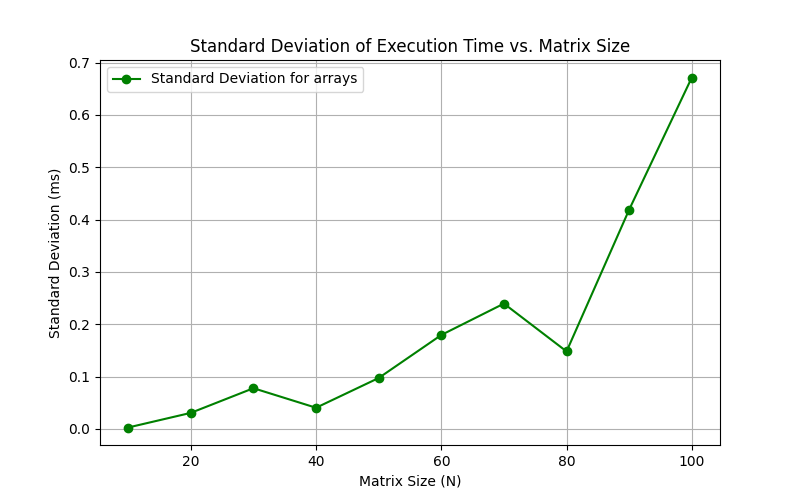 Standard Deviation of Execution Time vs. Matrix Size
Standard Deviation for arrays
Standard Deviation (ms)
0.7
0.6
0.5
0.4
0.3
0.2
0.1
0.0
20 40 60 80 100
Matrix Size (N)